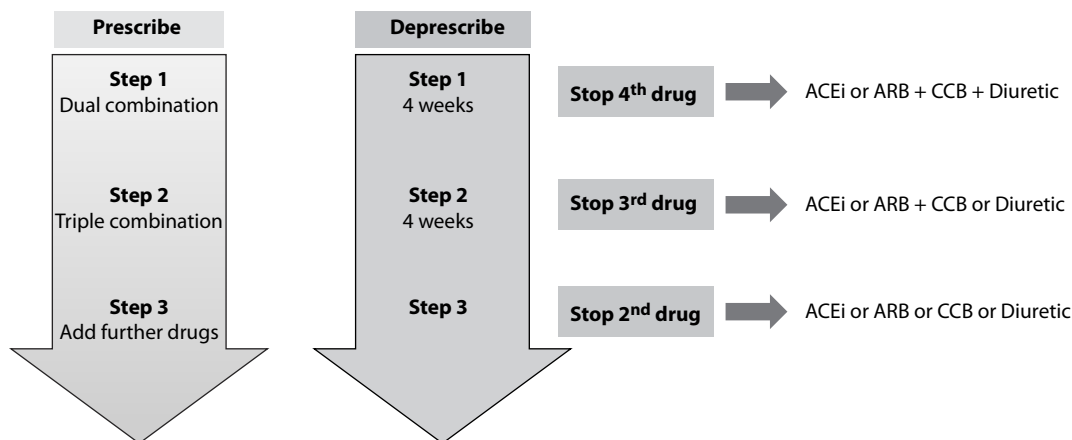 Prescribe
Step 1
Dual combination
Step 2
Triple combination
Step 3
Add further drugs
Deprescribe
Step 1
4 weeks
Step 2
4 weeks
Step 3
Stop 4th drug
ACEi or ARB + CCB + Diuretic
Stop 3rd drug
ACEi or ARB + CCB or Diuretic
Stop 2nd drug
ACEi or ARB or CCB or Diuretic